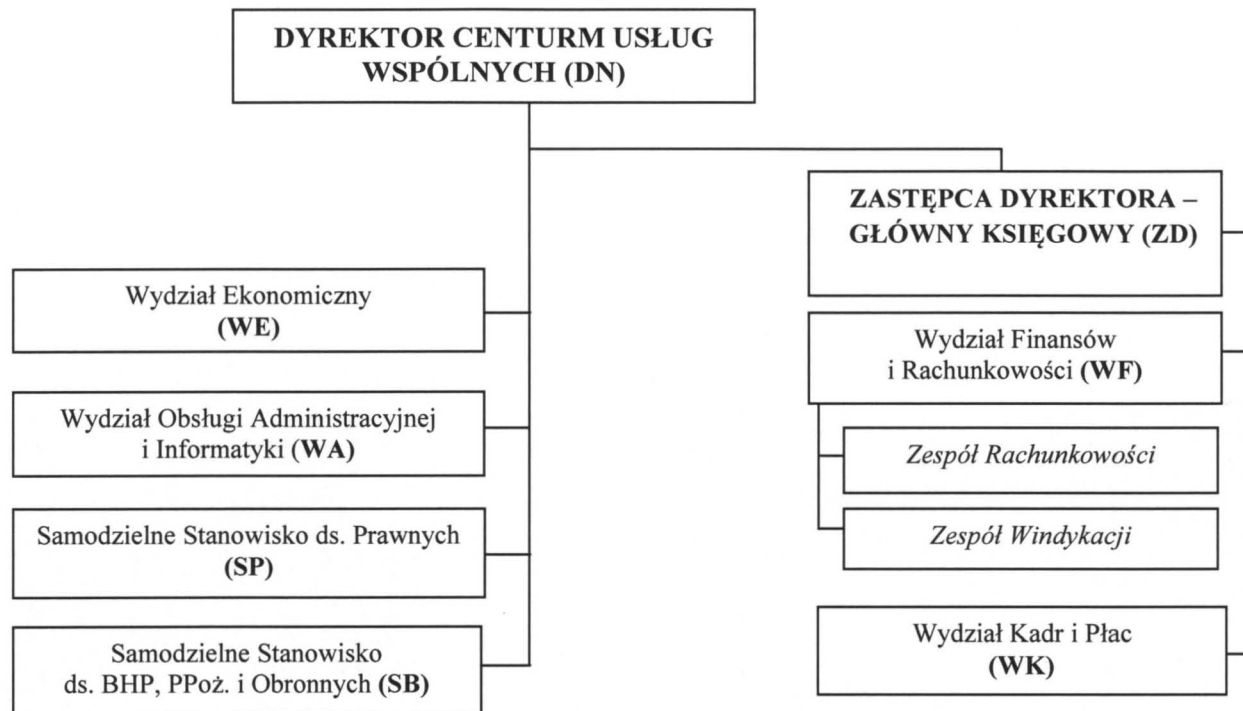 DYREKTOR CENTURM USŁUG
WSPÓLNYCH (DN)
ZASTĘPCA DYREKTORA –
GŁÓWNY KSIĘGOWY (ZD)
Wydział Ekonomiczny
(WE)
Wydział Obsługi Administracyjnej
i Informatyki (WA)
Samodzielne Stanowisko ds. Prawnych
(SP)
Samodzielne Stanowisko
ds. BHP, PPoż. i Obronnych (SB)
Wydział Finansów
i Rachunkowości (WF)
Zespół Rachunkowości
Zespół Windykacji
Wydział Kadr i Płac
(WK)